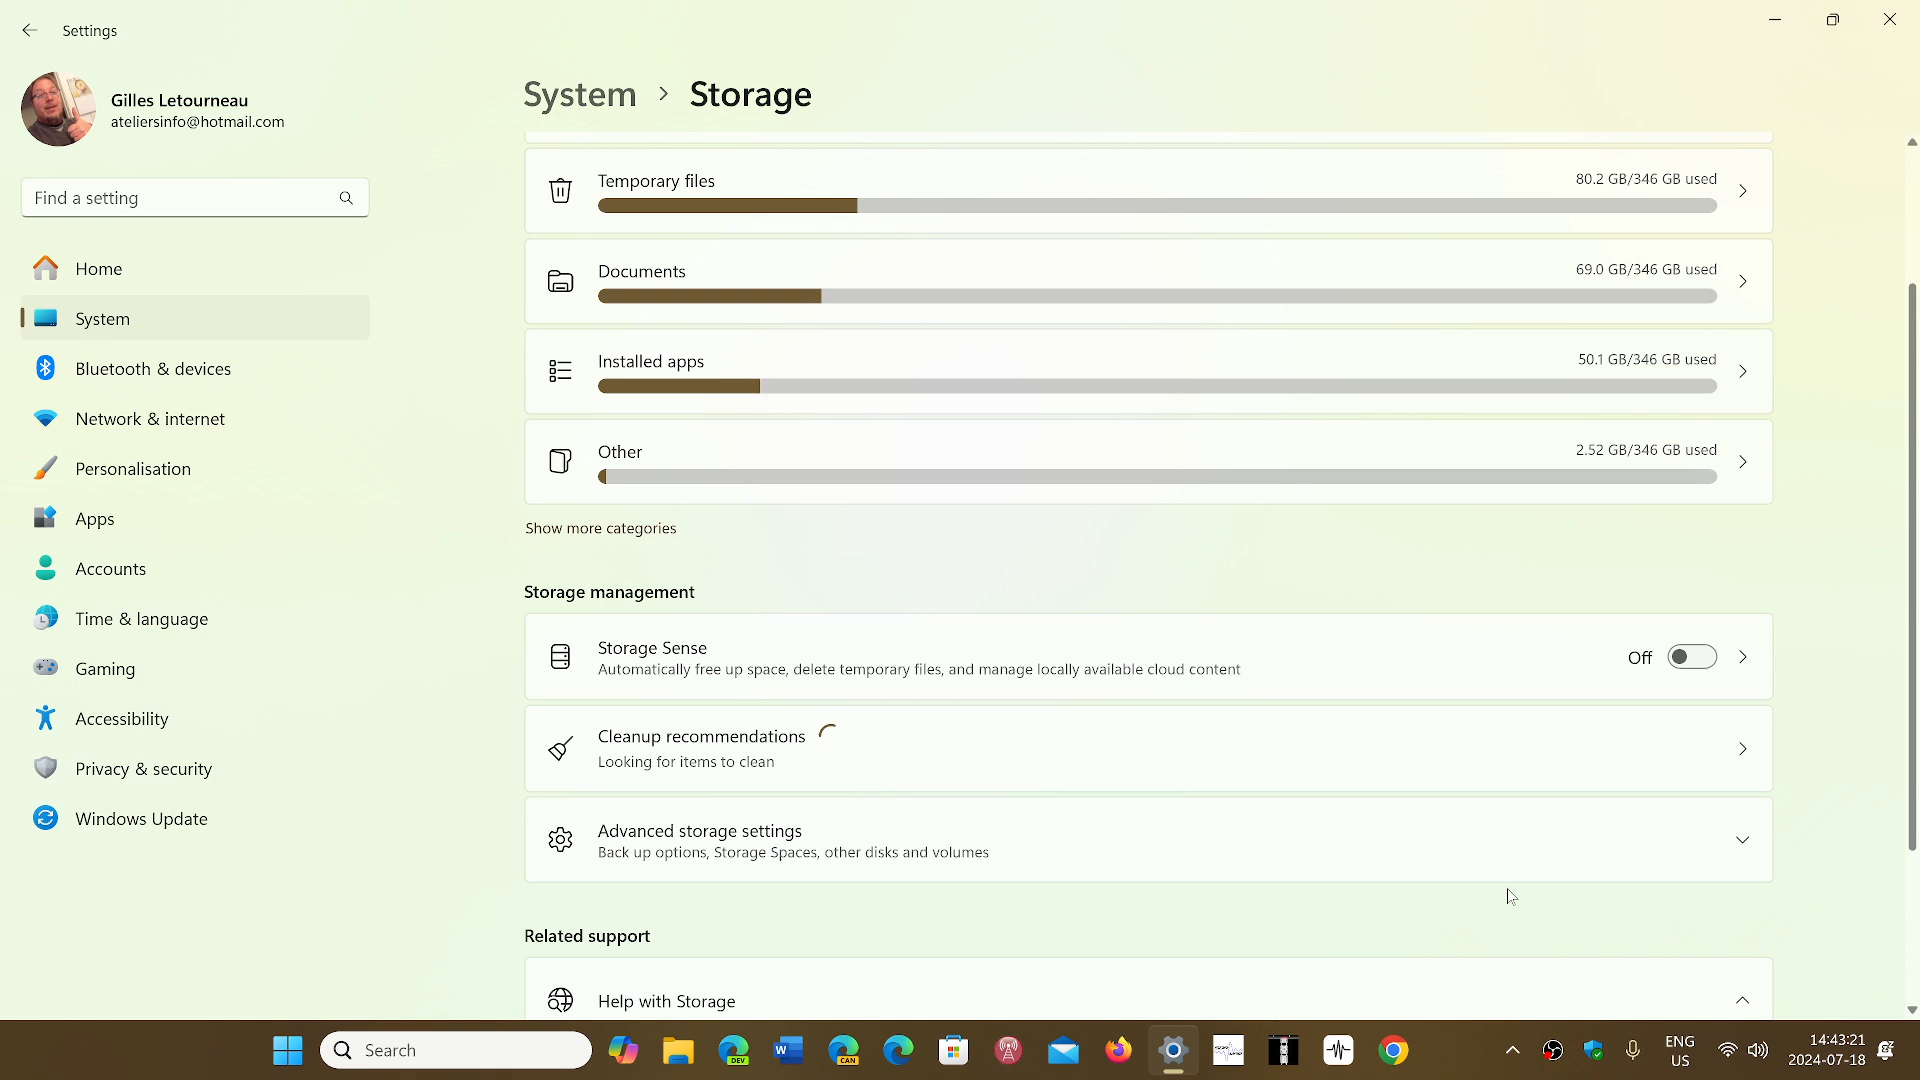 Settings
Gilles Letourneau
ateliersinfo@hotmail.com
Find a setting
Home
System
Bluetooth & devices
Network & internet
Personalisation
Apps
Accounts
Time & language
Gaming
Accessibility
Privacy & security
Windows Update
System > Storage
Temporary files
80.2 GB/346 GB used
Documents
69.0 GB/346 GB used
Installed apps
50.1 GB/346 GB used
Other
2.52 GB/346 GB used
Show more categories
Storage management
Storage Sense
Automatically free up space, delete temporary files, and manage locally available cloud content
Off
Cleanup recommendations
Looking for items to clean
Advanced storage settings
Back up options, Storage Spaces, other disks and volumes
Related support
Help with Storage
Search
DEV
W
CAN
ENG
US
14:43:21
2024-07-18